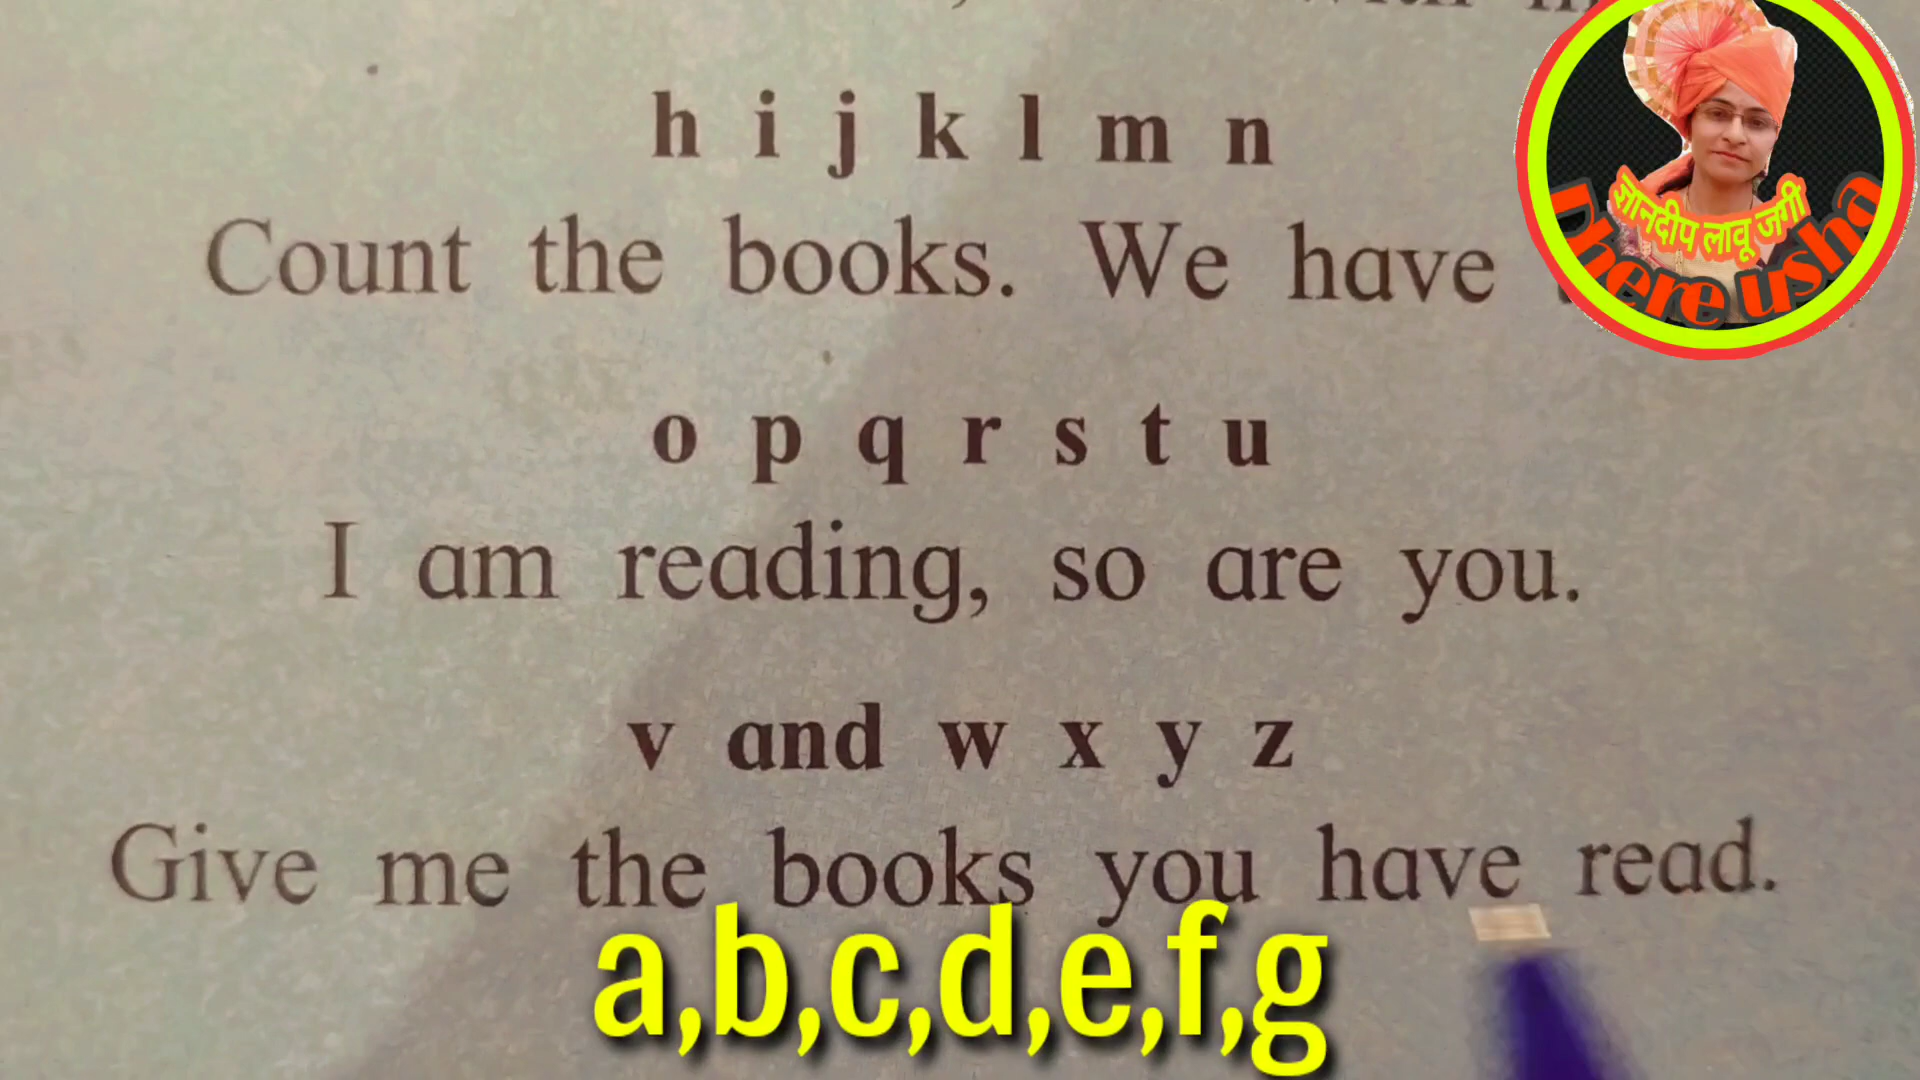 h i j k l m n
Count the books. We have
o p q r s t u
I am reading, so are you.
v and w x y z
Give me the books you have read.
a,b,c,d,e,f,g
ज्ञानदीप लावू जगी
Dhere usha